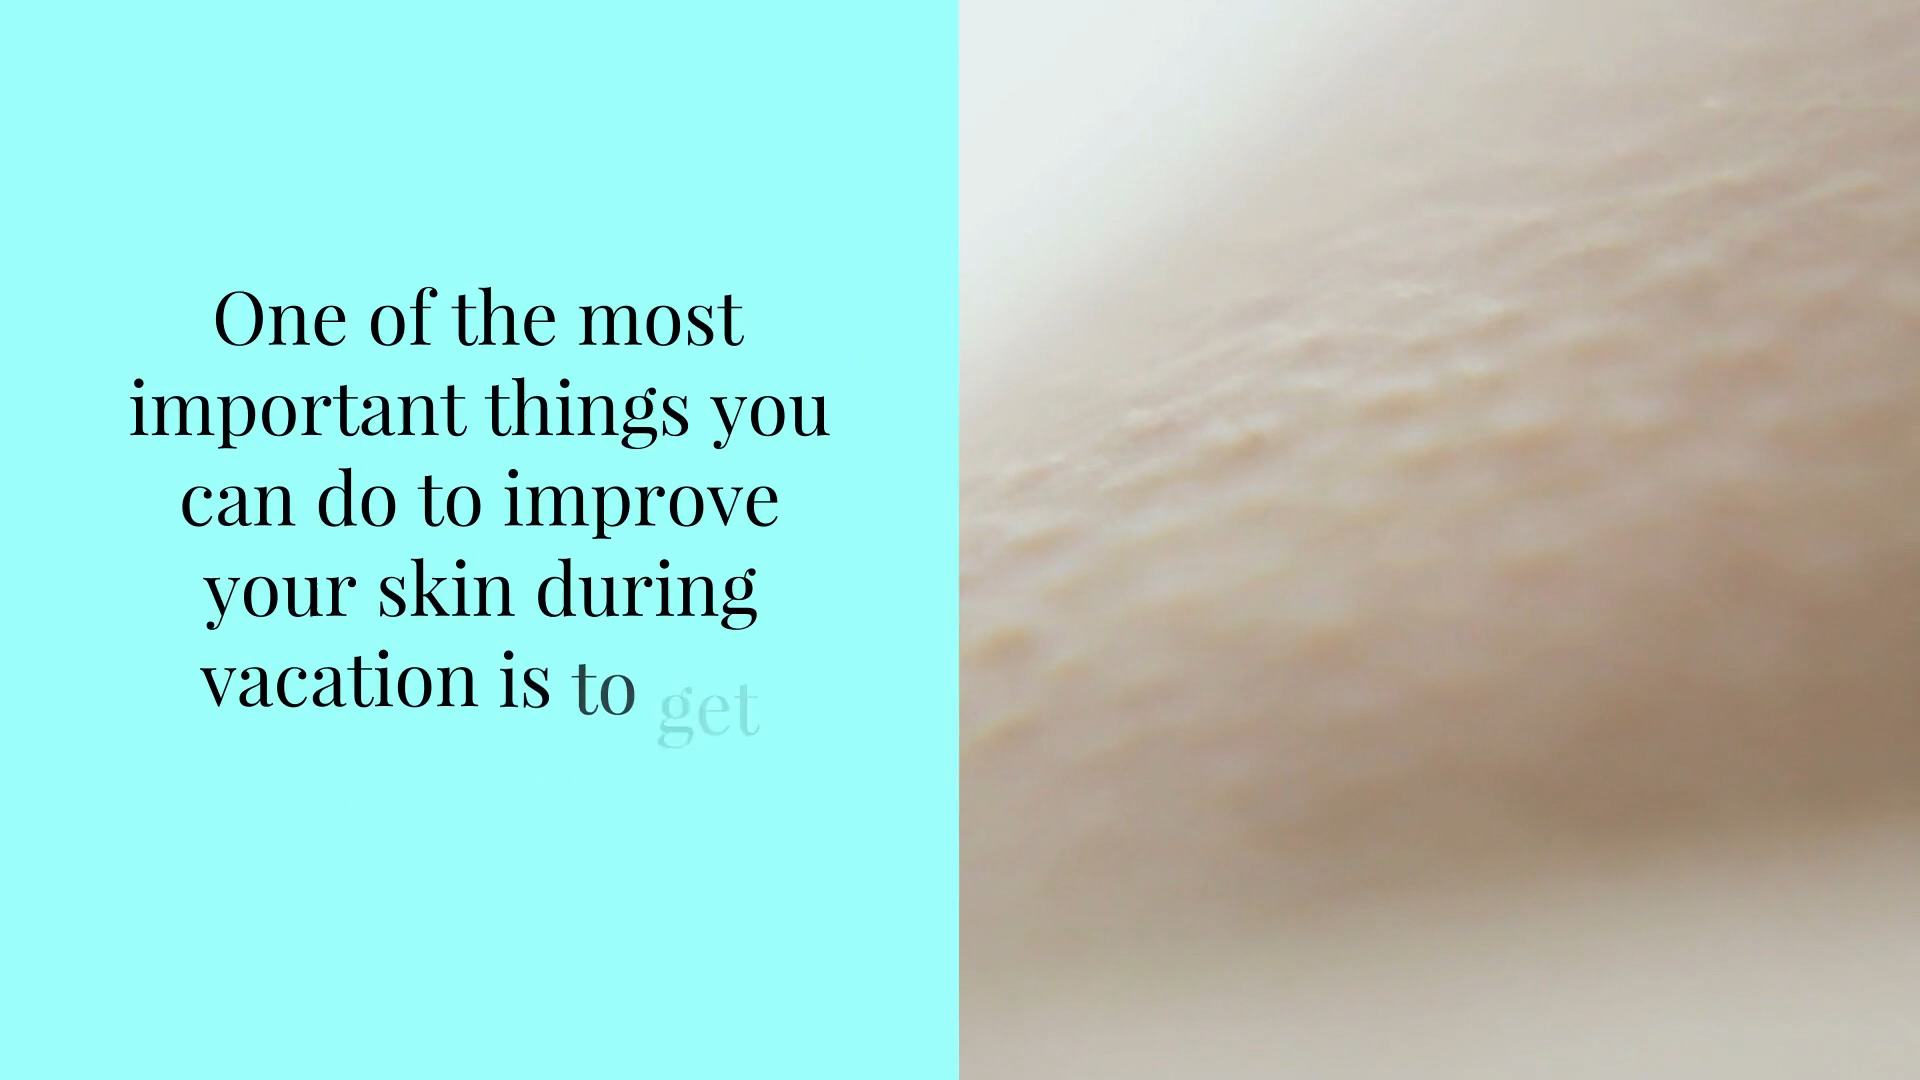 One of the most
important things you
can do to improve
your skin during
vacation is to get